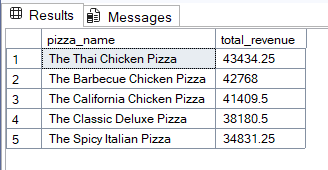 Results Messages
pizza_name total_revenue
1 The Thai Chicken Pizza 43434.25
2 The Barbecue Chicken Pizza 42768
3 The California Chicken Pizza 41409.5
4 The Classic Deluxe Pizza 38180.5
5 The Spicy Italian Pizza 34831.25